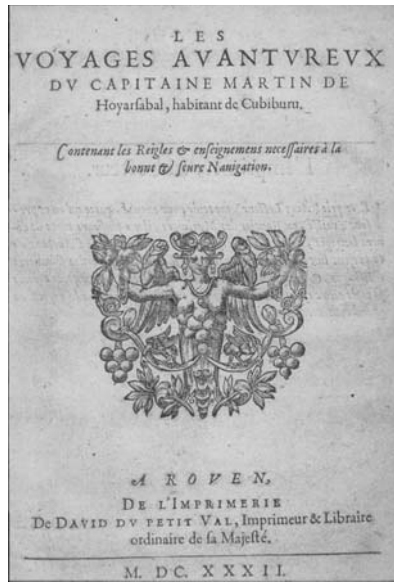 LES
VOYAGES AVANTVREVX
DV CAPITAINE MARTIN DE
Hoyarsabal, habitant de Cubiburu.
Contenant les Reigles & enseignemens necessaires à la
bonne & seure Nauigation.
A ROVEN,
DE L'IMPRIMERIE
De DAVID DV PETIT VAL, Imprimeur & Libraire
ordinaire de sa Majesté.
M. DC. XXXII.